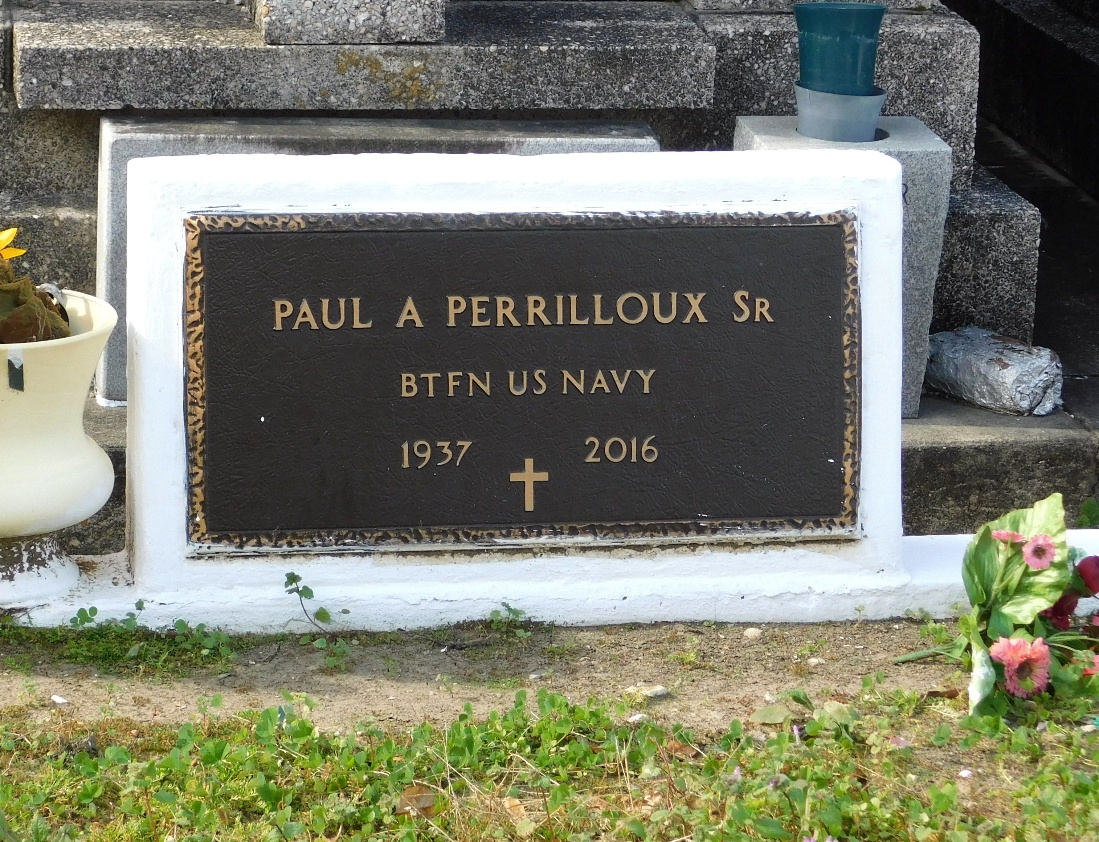 PAUL A PERRILLOUX SR
BTFN US NAVY
1937 2016